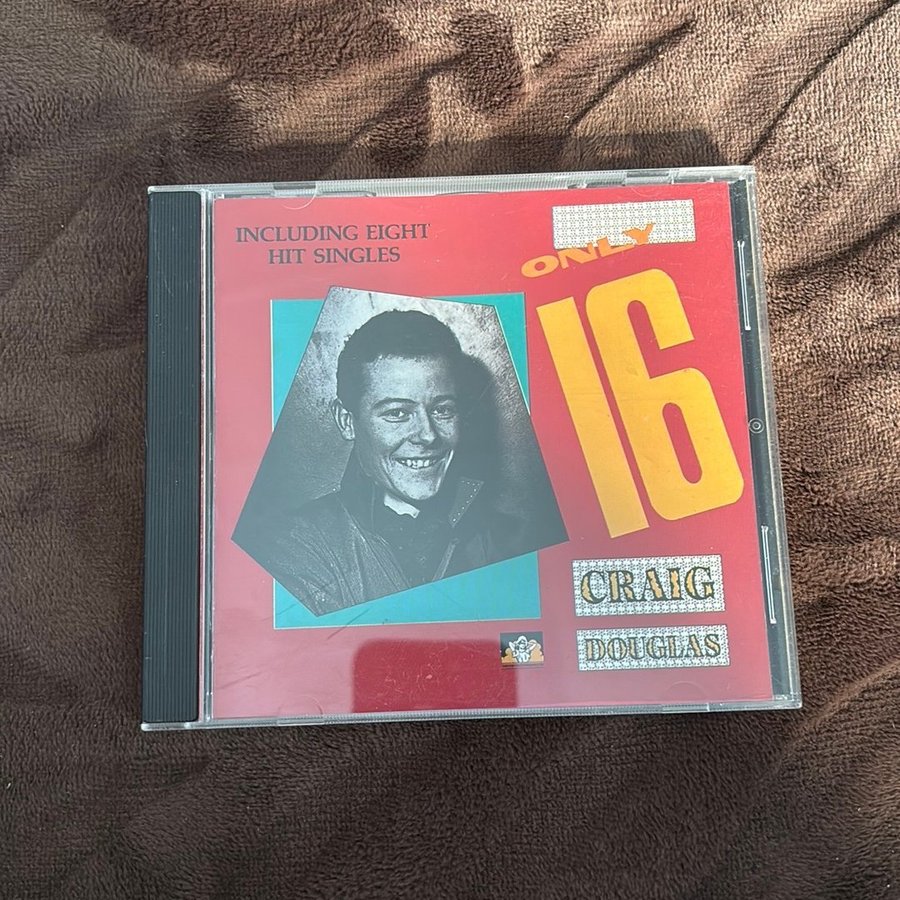 INCLUDING EIGHT
HIT SINGLES
ONLY
16
CRAIG
DOUGLAS